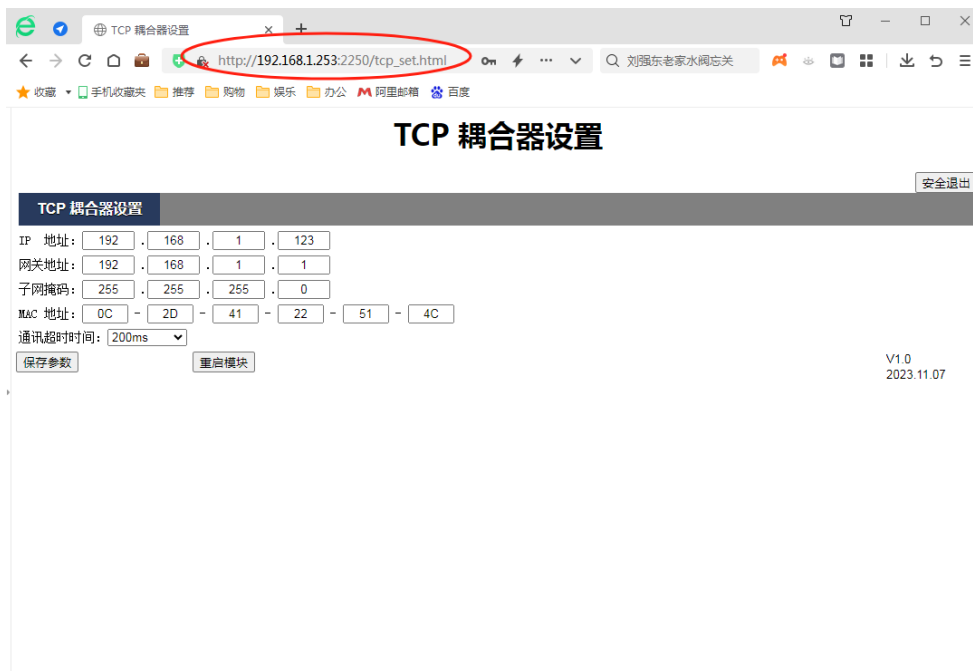 TCP 耦合器设置
http://192.168.1.253:2250/tcp_set.html
刘强东老家水阀忘关
收藏 手机收藏夹 推荐 购物 娱乐 办公 阿里邮箱 百度
TCP 耦合器设置
安全退出
TCP 耦合器设置
IP 地址: 192 . 168 . 1 . 123
网关地址: 192 . 168 . 1 . 1
子网掩码: 255 . 255 . 255 . 0
MAC 地址: 0C - 2D - 41 - 22 - 51 - 4C
通讯超时时间: 200ms
保存参数 重启模块
V1.0
2023.11.07